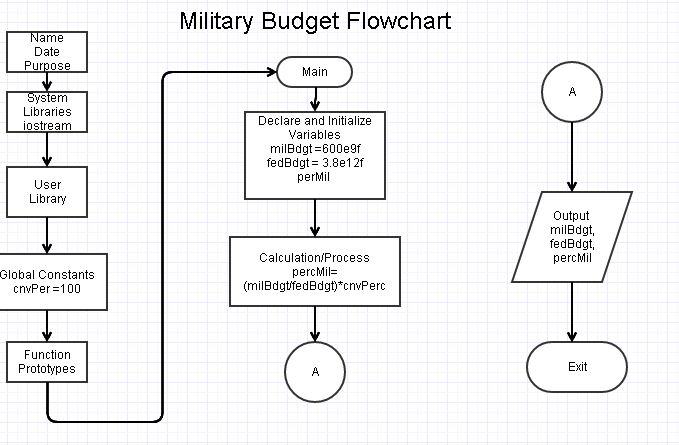 Military Budget Flowchart
Name
Date
Purpose
System
Libraries
iostream
User
Library
Global Constants
cnvPer=100
Function
Prototypes
Main
Declare and Initialize
Variables
milBdgt=600e9f
fedBdgt = 3.8e12f
perMil
Calculation/Process
percMil=
(milBdgt/fedBdgt)*cnvPerc
A
A
Output
milBdgt,
fedBdgt,
percMil
Exit